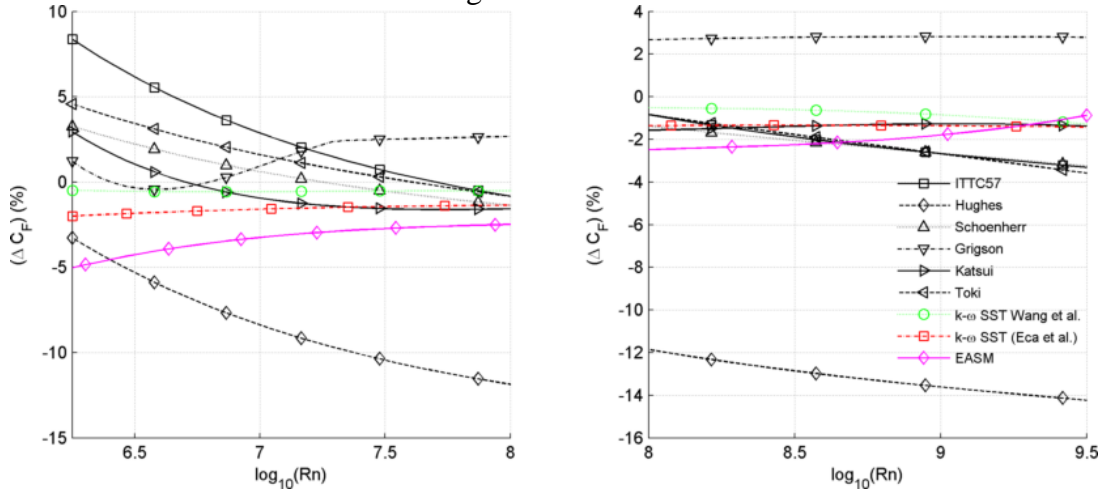 10
5
0
-5
-10
-15
(Δ C_F) (%)
6.5 7 7.5 8
log10(Rn)
4
2
0
-2
-4
-6
-8
-10
-12
-14
-16
(Δ C_F) (%)
8 8.5 9 9.5
log10(Rn)
ITTC57
Hughes
Schoenherr
Grigson
Katsui
Toki
k-ω SST Wang et al.
k-ω SST (Eca et al.)
EASM